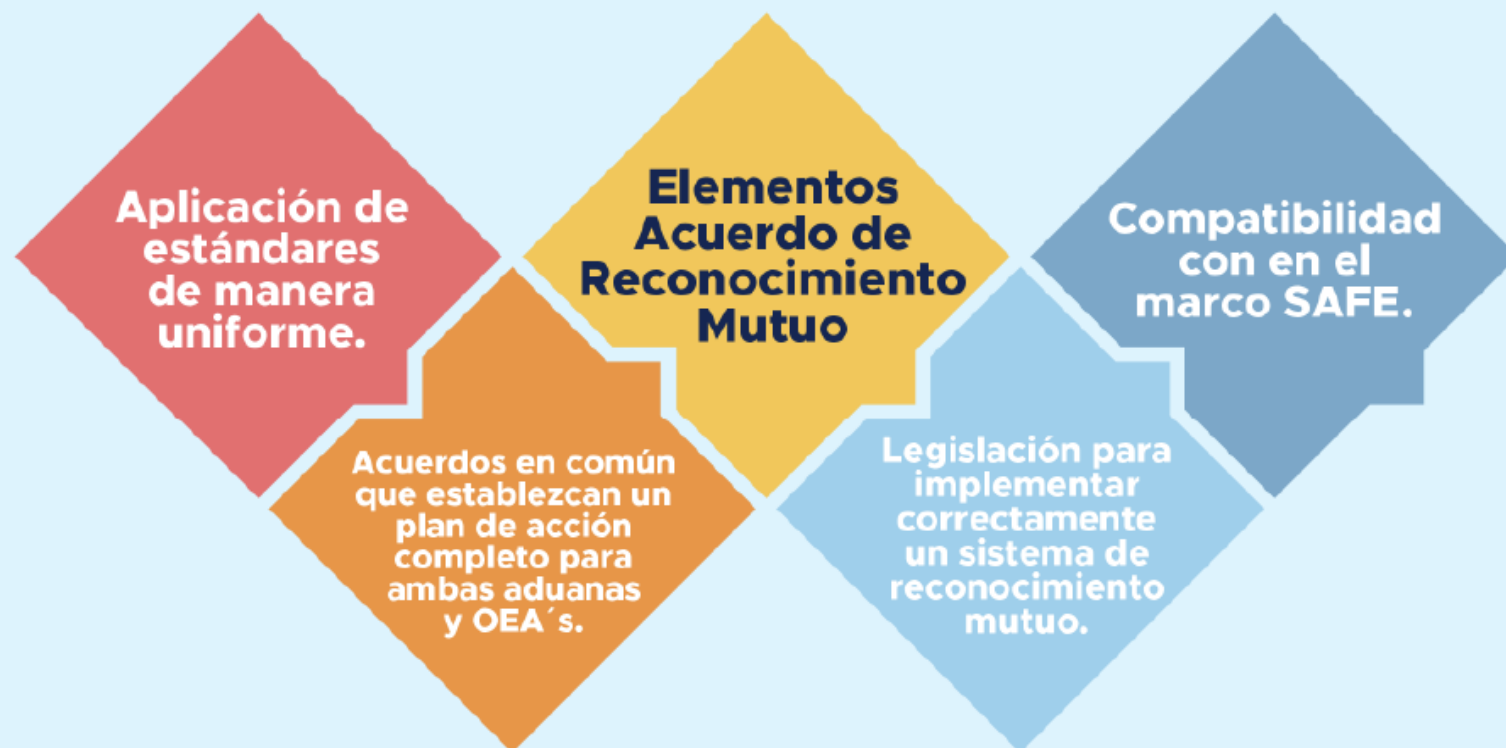 Aplicación de
estándares
de manera
uniforme.
Elementos
Acuerdo de
Reconocimiento
Mutuo
Compatibilidad
con en el
marco SAFE.
Acuerdos en común
que establezcan un
plan de acción
completo para
ambas aduanas
y OEA´s.
Legislación para
implementar
correctamente
un sistema de
reconocimiento
mutuo.